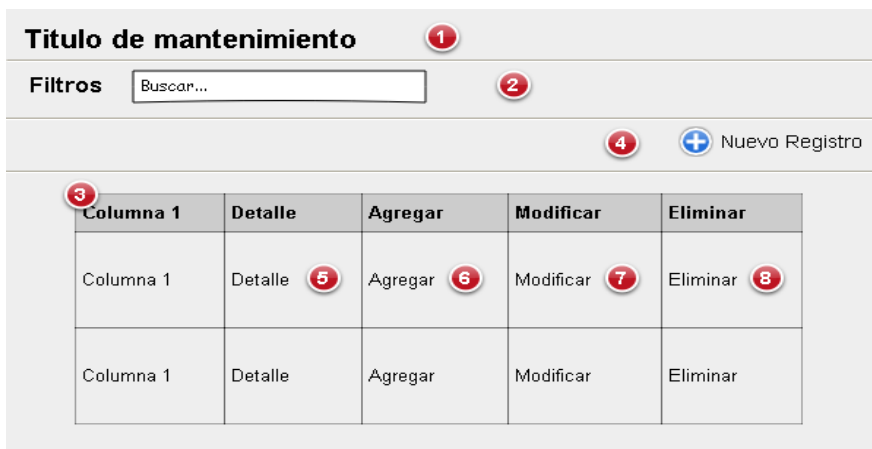 Titulo de mantenimiento 1
Filtros Buscar... 2
4 Nuevo Registro
3
Columna 1 Detalle Agregar Modificar Eliminar
Columna 1 Detalle 5 Agregar 6 Modificar 7 Eliminar 8
Columna 1 Detalle Agregar Modificar Eliminar